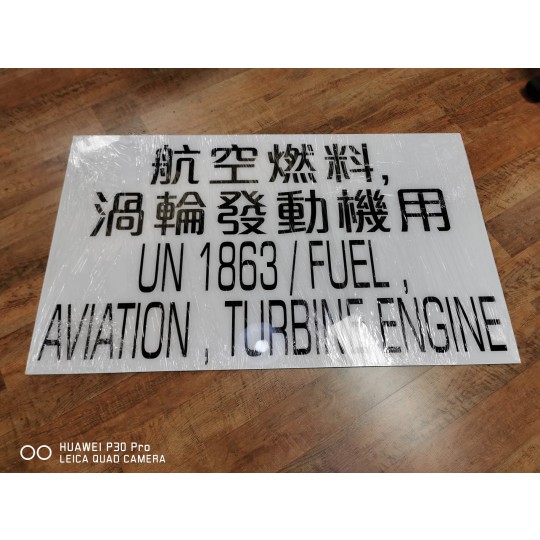 航空燃料,
渦輪發動機用
UN 1863 / FUEL ,
AVIATION , TURBINE ENGINE
HUAWEI P30 Pro
LEICA QUAD CAMERA